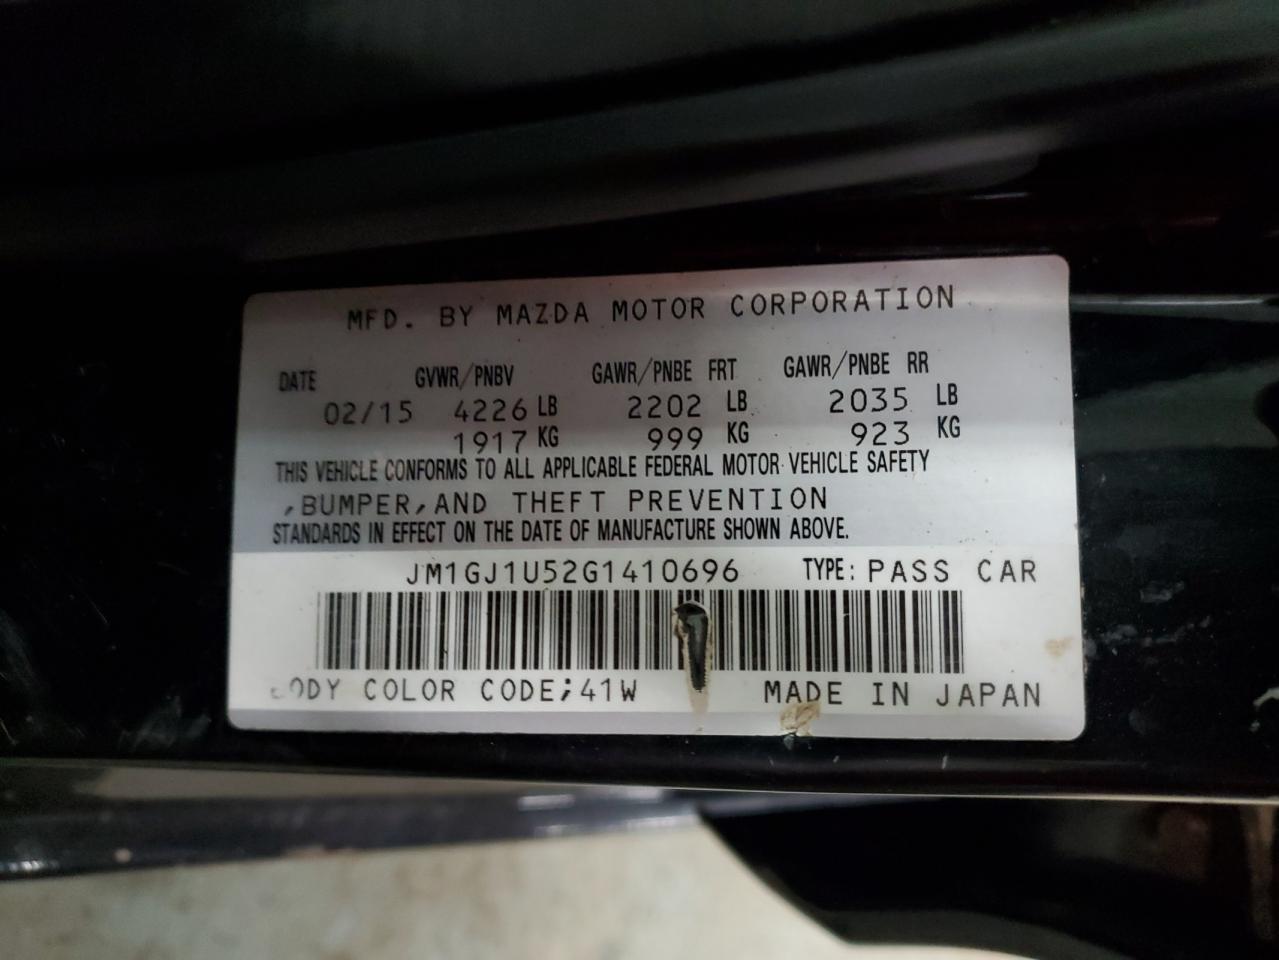 MFD. BY MAZDA MOTOR CORPORATION
DATE GVWR/PNBV GAWR/PNBE FRT GAWR/PNBE RR
02/15 4226 LB 2202 LB 2035 LB
1917 KG 999 KG 923 KG
THIS VEHICLE CONFORMS TO ALL APPLICABLE FEDERAL MOTOR VEHICLE SAFETY
,BUMPER,AND THEFT PREVENTION
STANDARDS IN EFFECT ON THE DATE OF MANUFACTURE SHOWN ABOVE.
JM1GJ1U52G1410696 TYPE: PASS CAR
BODY COLOR CODE;41W MADE IN JAPAN